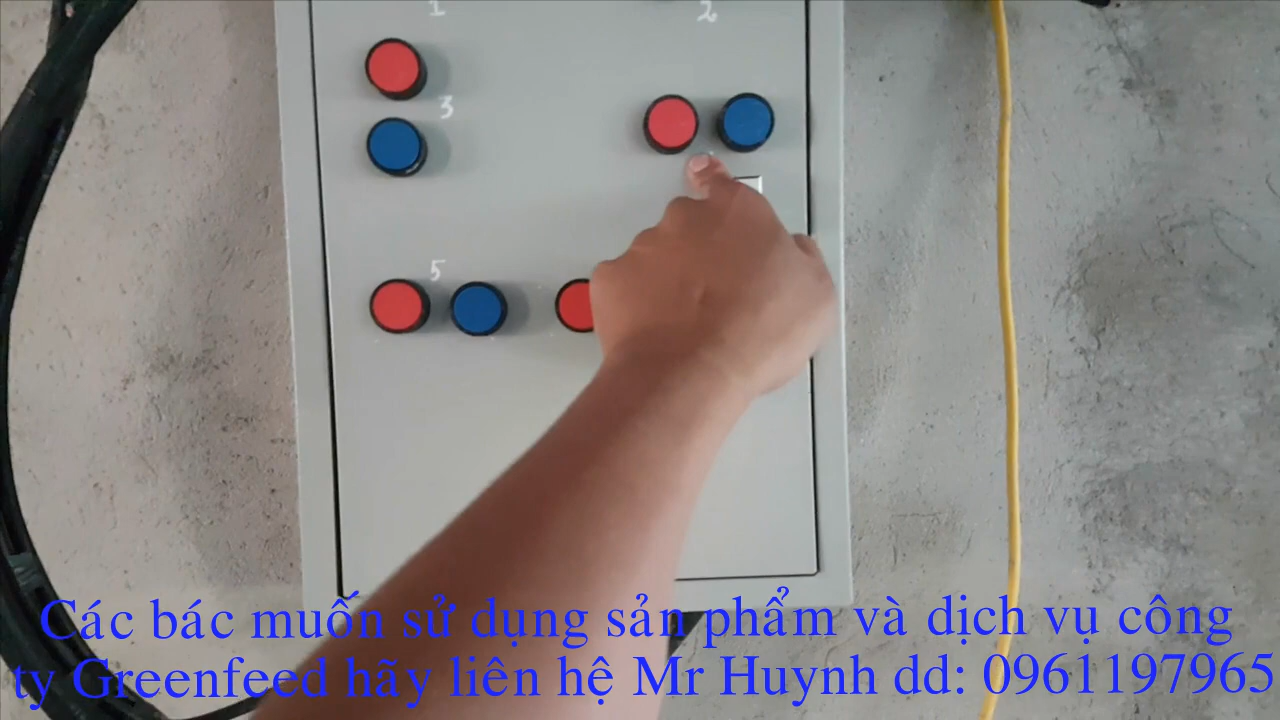 1 2
3
5
Các bác muốn sử dụng sản phẩm và dịch vụ công
ty Greenfeed hãy liên hệ Mr Huynh dd: 0961197965